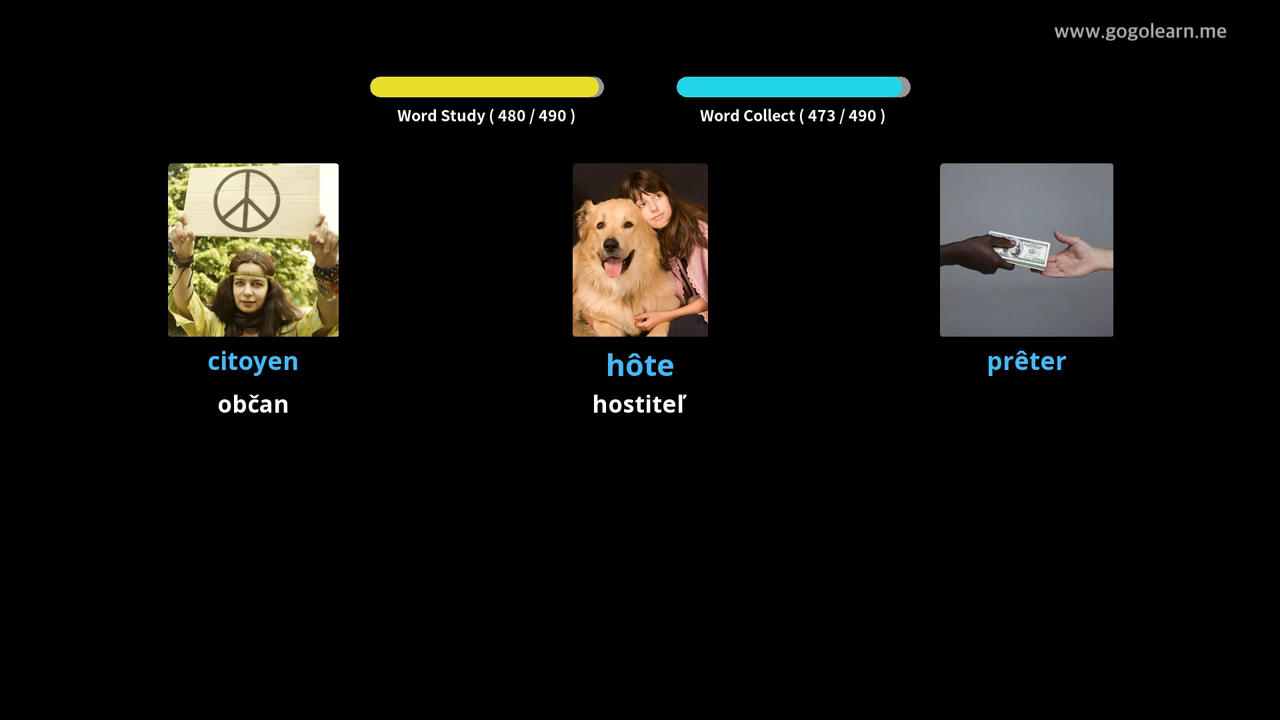 www.gogolearn.me
Word Study ( 480 / 490 )
Word Collect ( 473 / 490 )
citoyen
občan
hôte
hostiteľ
prêter